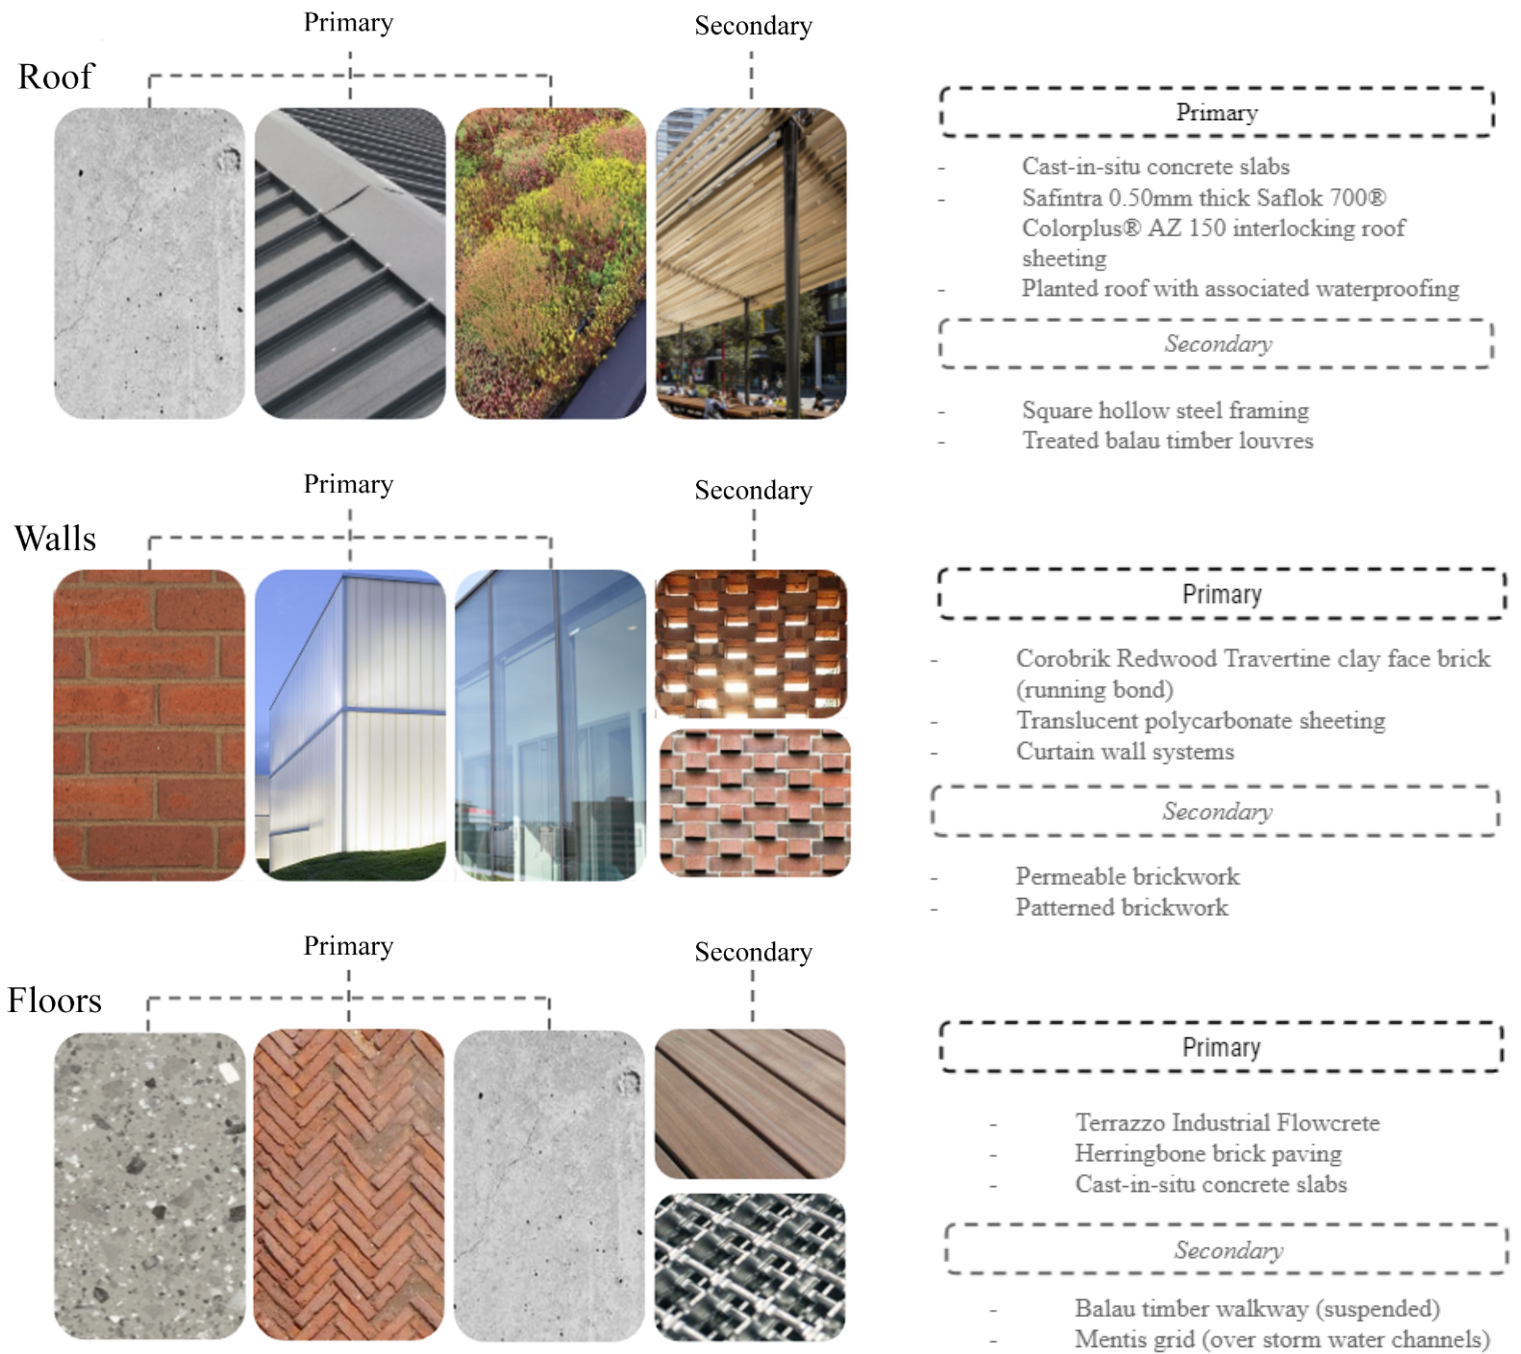 Primary
Secondary
Roof
Primary
- Cast-in-situ concrete slabs
- Safintra 0.50mm thick Saflok 700®
Colorplus® AZ 150 interlocking roof
sheeting
- Planted roof with associated waterproofing
Secondary
- Square hollow steel framing
- Treated balau timber louvres
Primary
Secondary
Walls
Primary
- Corobrik Redwood Travertine clay face brick
(running bond)
- Translucent polycarbonate sheeting
- Curtain wall systems
Secondary
- Permeable brickwork
- Patterned brickwork
Primary
Secondary
Floors
Primary
- Terrazzo Industrial Flowcrete
- Herringbone brick paving
- Cast-in-situ concrete slabs
Secondary
- Balau timber walkway (suspended)
- Mentis grid (over storm water channels)